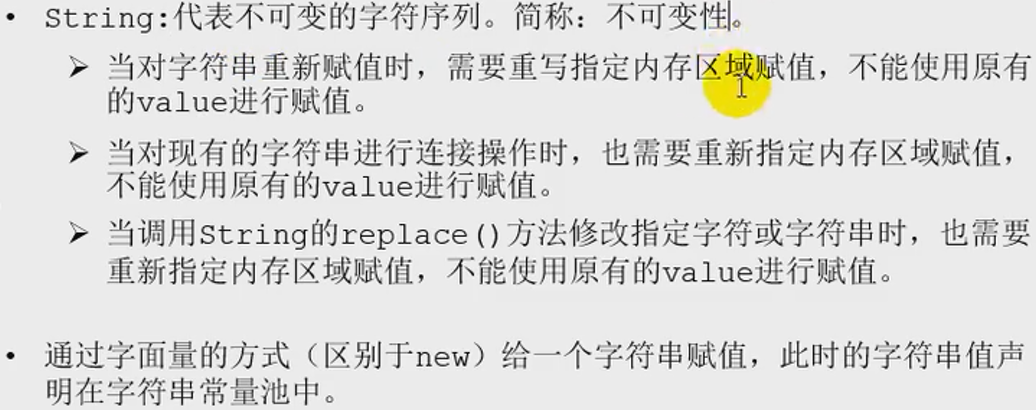 • String:代表不可变的字符序列。简称：不可变性。
➢ 当对字符串重新赋值时，需要重写指定内存区域赋值，不能使用原有
的value进行赋值。
➢ 当对现有的字符串进行连接操作时，也需要重新指定内存区域赋值，
不能使用原有的value进行赋值。
➢ 当调用String的replace()方法修改指定字符或字符串时，也需要
重新指定内存区域赋值，不能使用原有的value进行赋值。
• 通过字面量的方式（区别于new）给一个字符串赋值，此时的字符串值声
明在字符串常量池中。